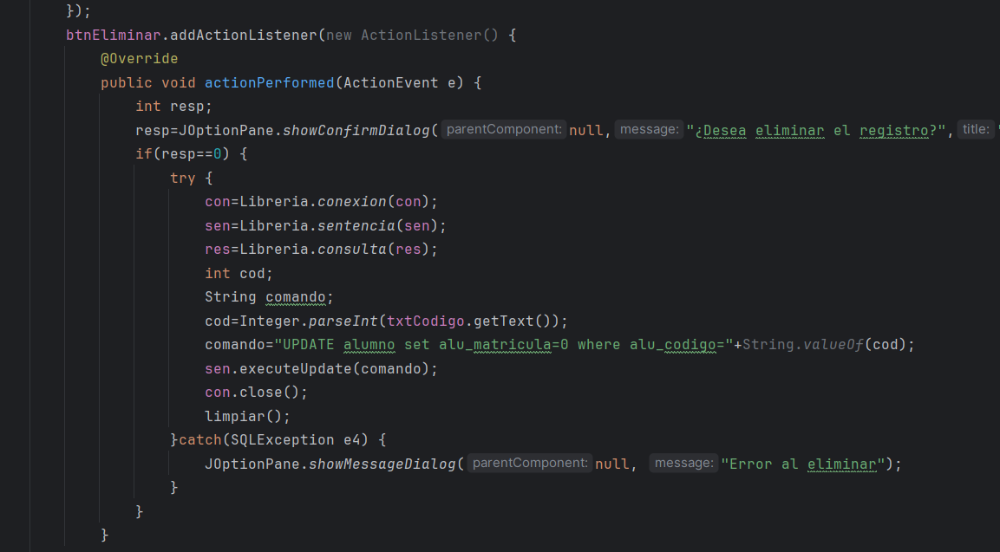 });
btnEliminar.addActionListener(new ActionListener() {
@Override
public void actionPerformed(ActionEvent e) {
int resp;
resp=JOptionPane.showConfirmDialog( parentComponent: null, message: "¿Desea eliminar el registro?", title: "
if(resp==0) {
try {
con=Libreria.conexion(con);
sen=Libreria.sentencia(sen);
res=Libreria.consulta(res);
int cod;
String comando;
cod=Integer.parseInt(txtCodigo.getText());
comando="UPDATE alumno set alu_matricula=0 where alu_codigo="+String.valueOf(cod);
sen.executeUpdate(comando);
con.close();
limpiar();
}catch(SQLException e4) {
JOptionPane.showMessageDialog( parentComponent: null, message: "Error al eliminar");
}
}
}